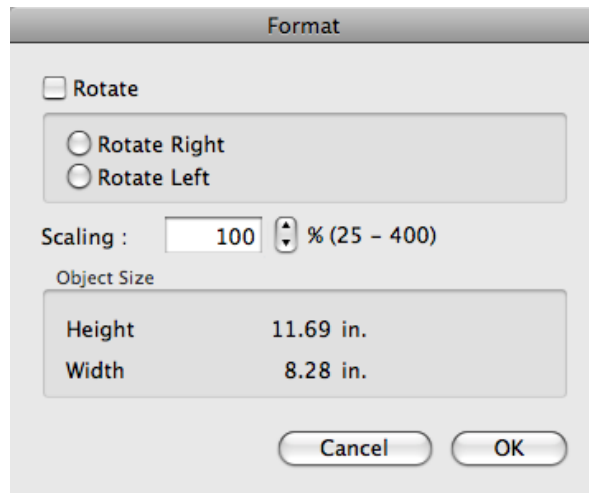 Format
Rotate
Rotate Right
Rotate Left
Scaling : 100 % (25 – 400)
Object Size
Height 11.69 in.
Width 8.28 in.
Cancel OK